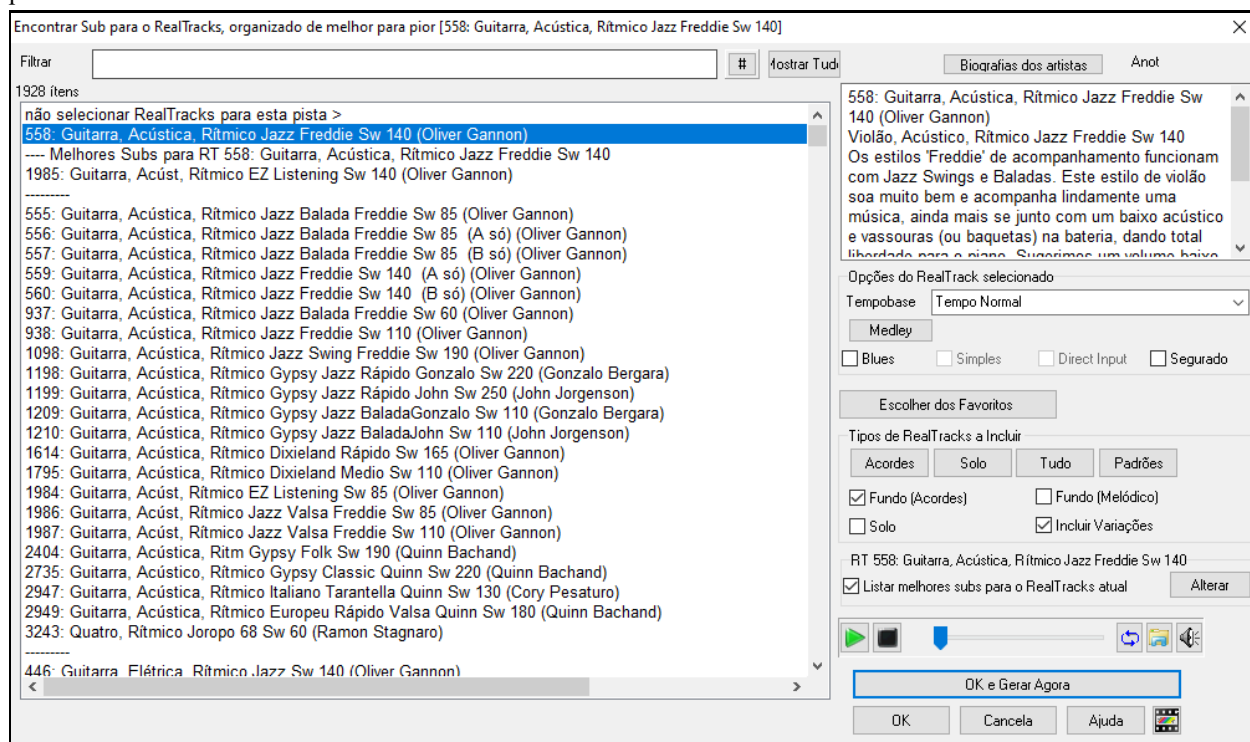 Encontrar Sub para o RealTracks, organizado de melhor para pior [558: Guitarra, Acústica, Rítmico Jazz Freddie Sw 140]
Filtrar
#
Mostrar Tud
Biografias dos artistas
Anot
1928 ítens
não selecionar RealTracks para esta pista >
558: Guitarra, Acústica, Rítmico Jazz Freddie Sw 140 (Oliver Gannon)
---- Melhores Subs para RT 558: Guitarra, Acústica, Rítmico Jazz Freddie Sw 140
1985: Guitarra, Acúst, Rítmico EZ Listening Sw 140 (Oliver Gannon)
---------
555: Guitarra, Acústica, Rítmico Jazz Balada Freddie Sw 85 (Oliver Gannon)
556: Guitarra, Acústica, Rítmico Jazz Balada Freddie Sw 85  (A só) (Oliver Gannon)
557: Guitarra, Acústica, Rítmico Jazz Balada Freddie Sw 85  (B só) (Oliver Gannon)
559: Guitarra, Acústica, Rítmico Jazz Freddie Sw 140  (A só) (Oliver Gannon)
560: Guitarra, Acústica, Rítmico Jazz Freddie Sw 140  (B só) (Oliver Gannon)
937: Guitarra, Acústica, Rítmico Jazz Balada Freddie Sw 60 (Oliver Gannon)
938: Guitarra, Acústica, Rítmico Jazz Freddie Sw 110 (Oliver Gannon)
1098: Guitarra, Acústica, Rítmico Jazz Swing Freddie Sw 190 (Oliver Gannon)
1198: Guitarra, Acústica, Rítmico Gypsy Jazz Rápido Gonzalo Sw 220 (Gonzalo Bergara)
1199: Guitarra, Acústica, Rítmico Gypsy Jazz Rápido John Sw 250 (John Jorgenson)
1209: Guitarra, Acústica, Rítmico Gypsy Jazz BaladaGonzalo Sw 110 (Gonzalo Bergara)
1210: Guitarra, Acústica, Rítmico Gypsy Jazz BaladaJohn Sw 110 (John Jorgenson)
1614: Guitarra, Acústica, Rítmico Dixieland Rápido Sw 165 (Oliver Gannon)
1795: Guitarra, Acústica, Rítmico Dixieland Medio Sw 110 (Oliver Gannon)
1984: Guitarra, Acúst, Rítmico EZ Listening Sw 85 (Oliver Gannon)
1986: Guitarra, Acúst, Rítmico Jazz Valsa Freddie Sw 85 (Oliver Gannon)
1987: Guitarra, Acúst, Rítmico Jazz Valsa Freddie Sw 110 (Oliver Gannon)
2404: Guitarra, Acústica, Ritm Gypsy Folk Sw 190 (Quinn Bachand)
2735: Guitarra, Acústico, Rítmico Gypsy Classic Quinn Sw 220 (Quinn Bachand)
2947: Guitarra, Acústica, Rítmico Italiano Tarantella Quinn Sw 130 (Cory Pesaturo)
2949: Guitarra, Acústica, Rítmico Europeu Rápido Valsa Quinn Sw 180 (Quinn Bachand)
3243: Quatro, Rítmico Joropo 68 Sw 60 (Ramon Stagnaro)
---------
446: Guitarra, Elétrica, Rítmico Jazz Sw 140 (Oliver Gannon)
558: Guitarra, Acústica, Rítmico Jazz Freddie Sw
140 (Oliver Gannon)
Violão, Acústico, Rítmico Jazz Freddie Sw 140
Os estilos 'Freddie' de acompanhamento funcionam
com Jazz Swings e Baladas. Este estilo de violão
soa muito bem e acompanha lindamente uma
música, ainda mais se junto com um baixo acústico
e vassouras (ou baquetas) na bateria, dando total
liberdade para o piano. Sugerimos um volume baixo
Opções do RealTrack selecionado
Tempobase
Tempo Normal
Medley
Blues
Simples
Direct Input
Segurado
Escolher dos Favoritos
Tipos de RealTracks a Incluir
Acordes
Solo
Tudo
Padrões
Fundo (Acordes)
Fundo (Melódico)
Solo
Incluir Variações
RT 558: Guitarra, Acústica, Rítmico Jazz Freddie Sw 140
Listar melhores subs para o RealTracks atual
Alterar
OK e Gerar Agora
OK
Cancela
Ajuda